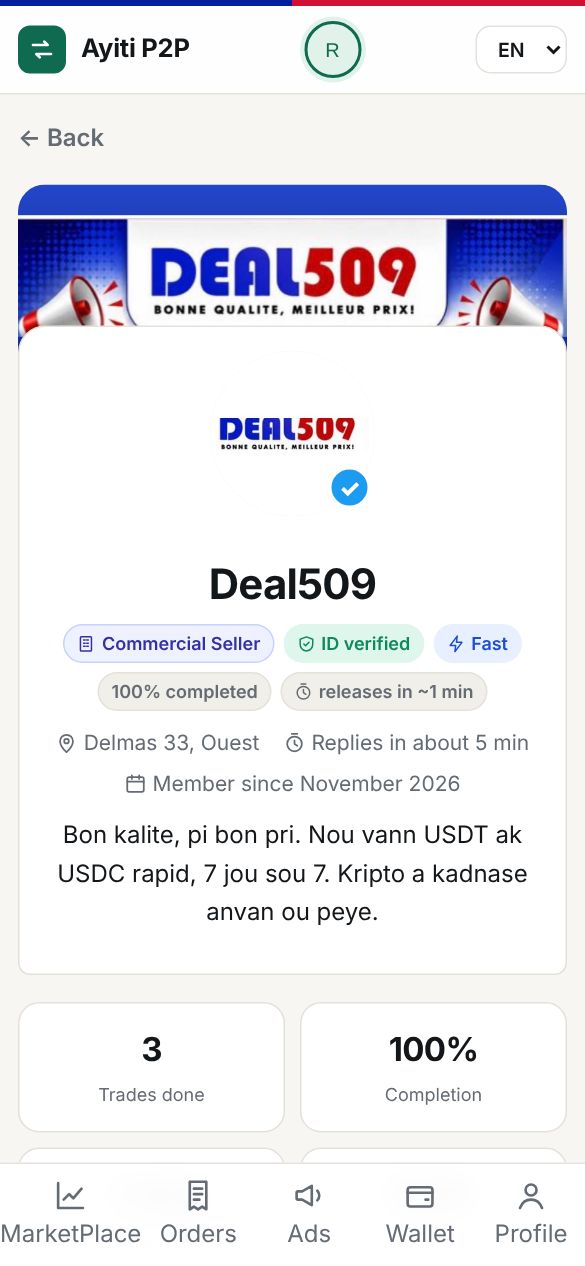 Ayiti P2P
R
EN
← Back
DEAL509
BONNE QUALITE, MEILLEUR PRIX!
DEAL509
BONNE QUALITE, MEILLEUR PRIX!
Deal509
Commercial Seller
ID verified
Fast
100% completed
releases in ~1 min
Delmas 33, Ouest
Replies in about 5 min
Member since November 2026
Bon kalite, pi bon pri. Nou vann USDT ak
USDC rapid, 7 jou sou 7. Kripto a kadnase
anvan ou peye.
3
Trades done
100%
Completion
MarketPlace
Orders
Ads
Wallet
Profile